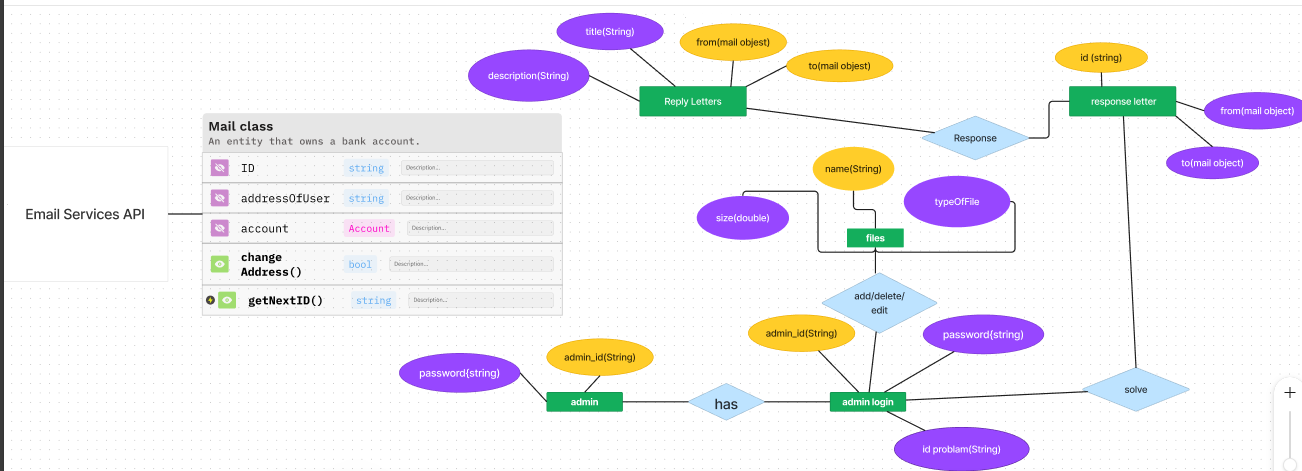 title(String)
from(mail objest)
id (string)
description(String)
to(mail objest)
Reply Letters
response letter
from(mail object)
Mail class
An entity that owns a bank account.
Response
to(mail object)
ID string Description...
name(String)
addressOfUser string Description...
typeOfFile
Email Services API
size(double)
account Account Description...
files
change
Address() bool Description...
getNextID() string Description...
add/delete/
edit
admin_id(String)
password{string)
admin_id(String)
password{string)
solve
admin
has
admin login
id problam(String)